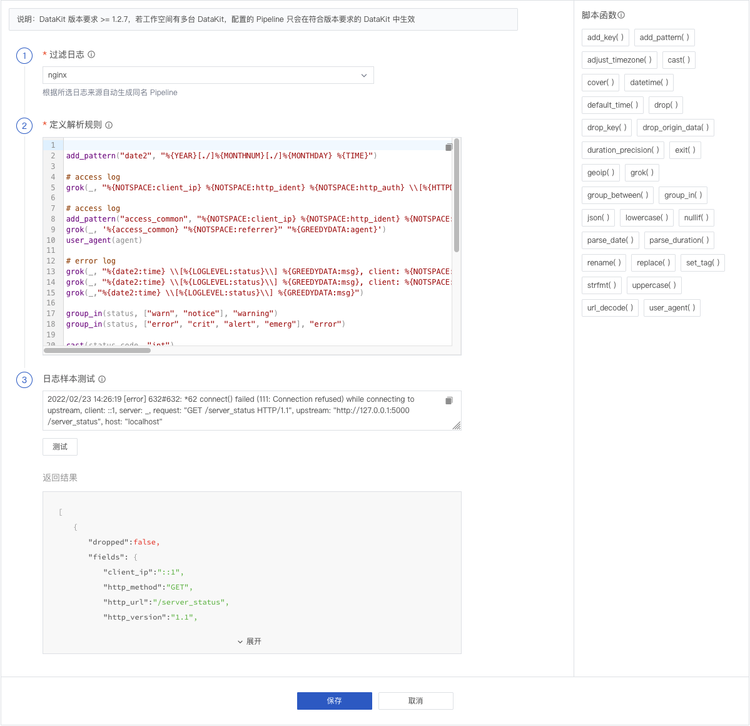 说明：DataKit 版本要求 >= 1.2.7，若工作空间有多台 DataKit，配置的 Pipeline 只会在符合版本要求的 DataKit 中生效
1
* 过滤日志
nginx
根据所选日志来源自动生成同名 Pipeline
2
* 定义解析规则
1
2 add_pattern("date2", "%{YEAR}[./]%{MONTHNUM}[./]%{MONTHDAY} %{TIME}")
3
4 # access log
5 grok(_, "%{NOTSPACE:client_ip} %{NOTSPACE:http_ident} %{NOTSPACE:http_auth} \\[%{HTTPD
6
7 # access log
8 add_pattern("access_common", "%{NOTSPACE:client_ip} %{NOTSPACE:http_ident} %{NOTSPACE:
9 grok(_, '%{access_common} "%{NOTSPACE:referrer}" "%{GREEDYDATA:agent}')
10 user_agent(agent)
11
12 # error log
13 grok(_, "%{date2:time} \\[%{LOGLEVEL:status}\\] %{GREEDYDATA:msg}, client: %{NOTSPACE:
14 grok(_, "%{date2:time} \\[%{LOGLEVEL:status}\\] %{GREEDYDATA:msg}, client: %{NOTSPACE:
15 grok(_,"%{date2:time} \\[%{LOGLEVEL:status}\\] %{GREEDYDATA:msg}")
16
17 group_in(status, ["warn", "notice"], "warning")
18 group_in(status, ["error", "crit", "alert", "emerg"], "error")
19
20 cast(status_code, "int")
3
日志样本测试
2022/02/23 14:26:19 [error] 632#632: *62 connect() failed (111: Connection refused) while connecting to
upstream, client: ::1, server: _, request: "GET /server_status HTTP/1.1", upstream: "http://127.0.0.1:5000
/server_status", host: "localhost"
测试
返回结果
[
{
"dropped":false,
"fields": {
"client_ip":"::1",
"http_method":"GET",
"http_url":"/server_status",
"http_version":"1.1",
展开
保存
取消
脚本函数
add_key( ) add_pattern( )
adjust_timezone( ) cast( )
cover( ) datetime( )
default_time( ) drop( )
drop_key( ) drop_origin_data( )
duration_precision( ) exit( )
geoip( ) grok( )
group_between( ) group_in( )
json( ) lowercase( ) nullif( )
parse_date( ) parse_duration( )
rename( ) replace( ) set_tag( )
strfmt( ) uppercase( )
url_decode( ) user_agent( )